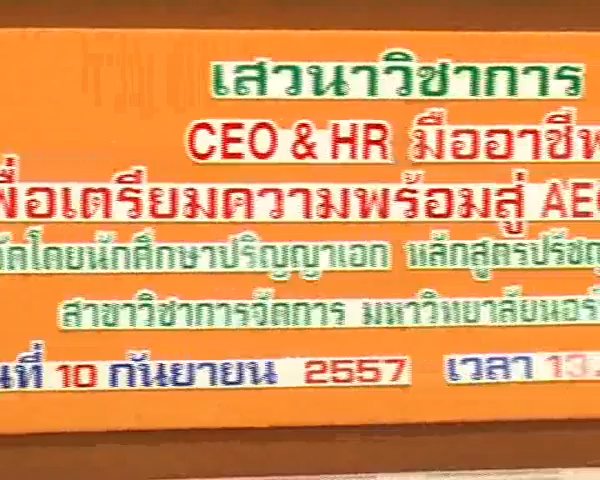 เสวนาวิชาการ
CEO & HR มืออาชีพ
เพื่อเตรียมความพร้อมสู่ AEC
จัดโดยนักศึกษาปริญญาเอก หลักสูตรปรัชญ
สาขาวิชาการจัดการ มหาวิทยาลัยนอร์
วันที่ 10 กันยายน 2557 เวลา 13.